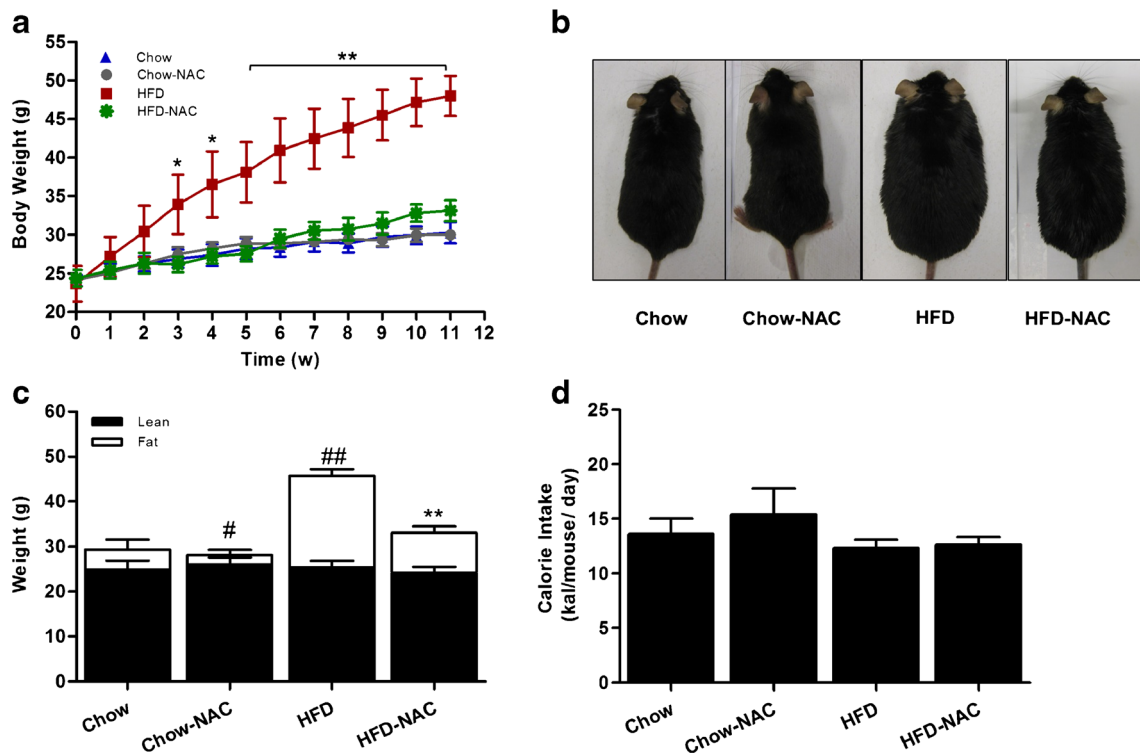 a
Body Weight (g)
55
50
45
40
35
30
25
20
Chow
Chow-NAC
HFD
HFD-NAC
*
*
**
0 1 2 3 4 5 6 7 8 9 10 11 12
Time (w)
b
Chow Chow-NAC HFD HFD-NAC
c
Weight (g)
60
50
40
30
20
10
0
Lean
Fat
#
##
**
Chow Chow-NAC HFD HFD-NAC
d
Calorie Intake
(kal/mouse/ day)
25
20
15
10
5
0
Chow Chow-NAC HFD HFD-NAC